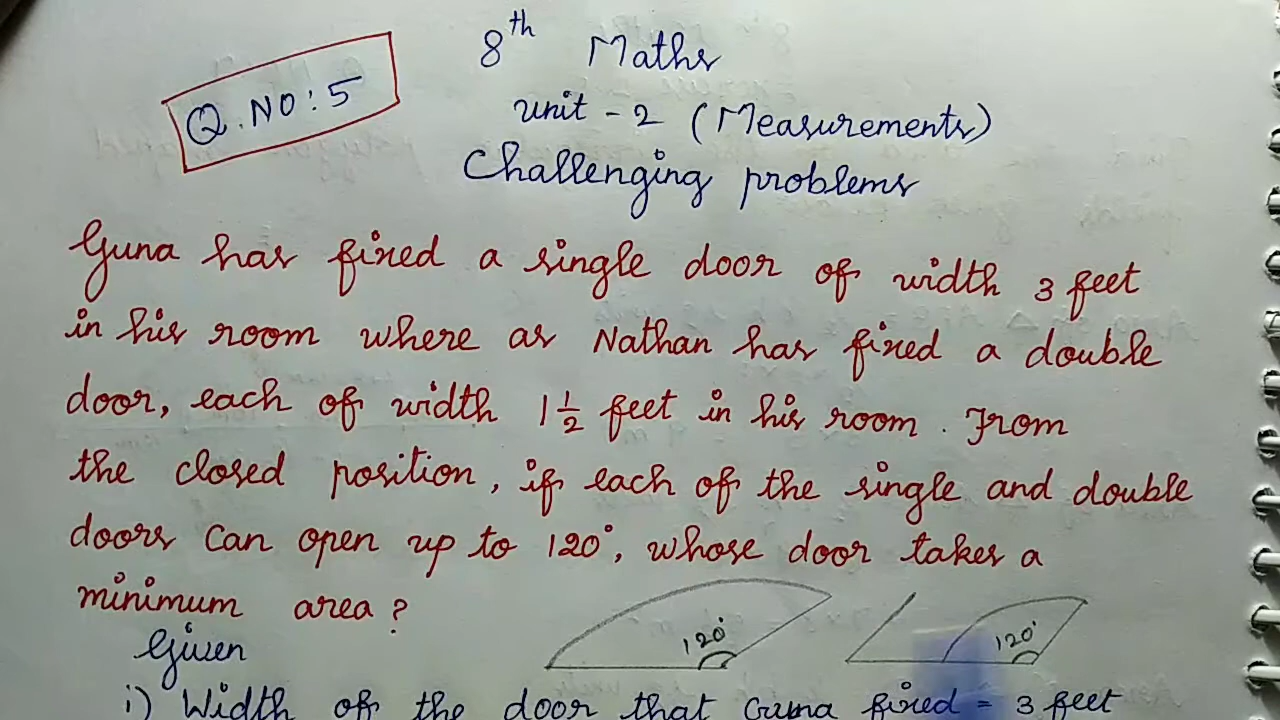 8th Maths
Q.NO:5
unit - 2 (Measurements)
Challenging problems
Guna has fixed a single door of width 3 feet
in his room where as Nathan has fixed a double
door, each of width 1 1/2 feet in his room. From
the closed position, if each of the single and double
doors can open up to 120°, whose door takes a
minimum area?
120° 120°
Given
i) Width of the door that Guna fixed = 3 feet